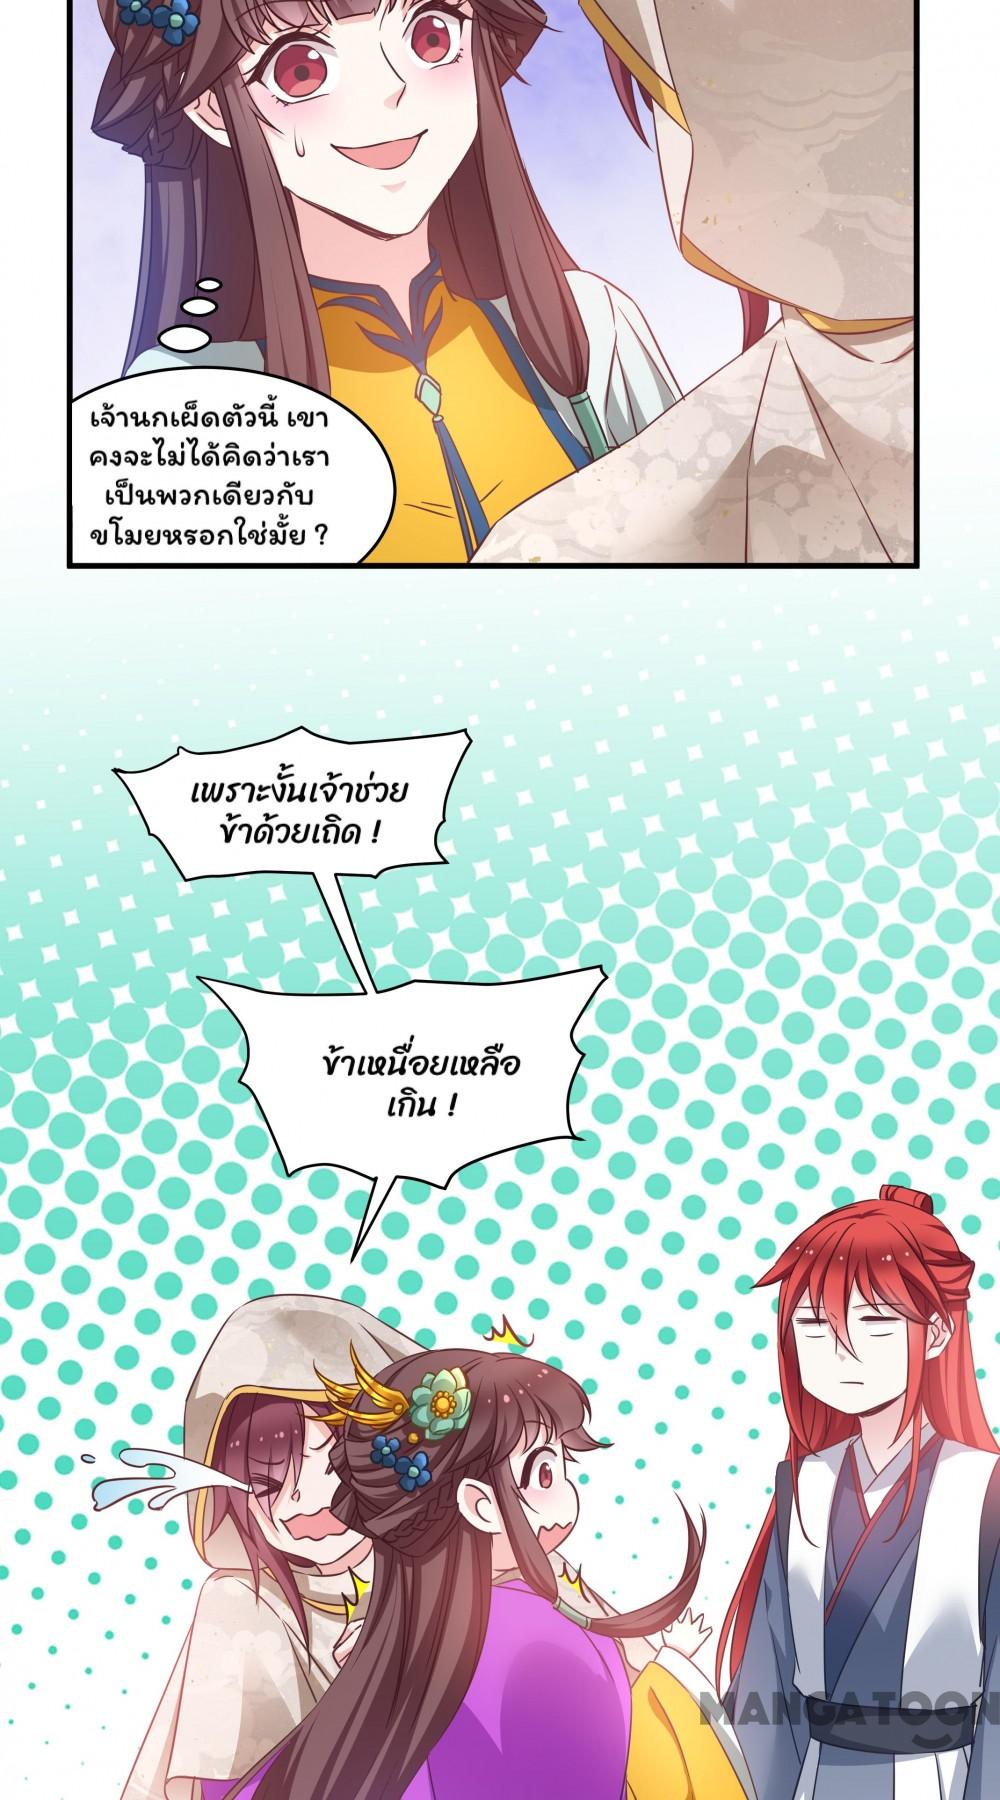 เจ้านกเผ็ดตัวนี้ เขา
คงจะไม่ได้คิดว่าเรา
เป็นพวกเดียวกับ
ขโมยหรอกใช่มั้ย ?
เพราะงั้นเจ้าช่วย
ข้าด้วยเถิด !
ข้าเหนื่อยเหลือ
เกิน !
MANGATOON